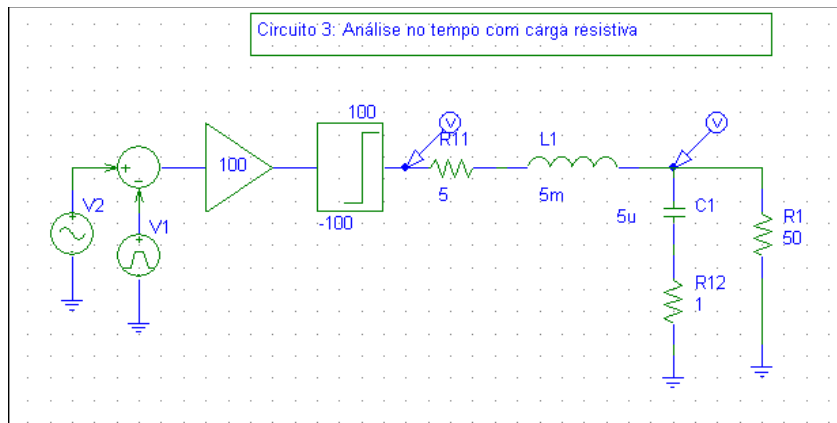 Circuito 3: Análise no tempo com carga resistiva
100
V
V
R11
L1
100
+
-
V2
+
V1
+
5
5m
-100
5u
C1
R1
50
R12
1